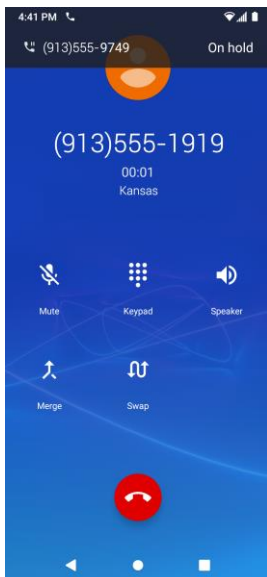 4:41 PM
(913)555-9749 On hold
(913)555-1919
00:01
Kansas
Mute Keypad Speaker
Merge Swap